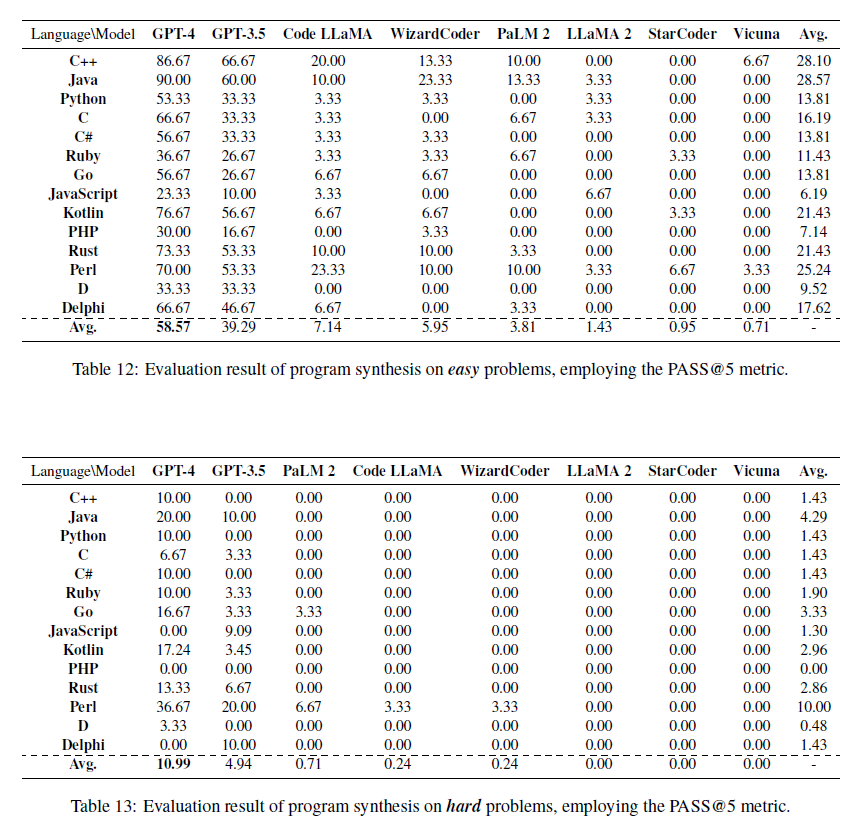 Language\Model GPT-4 GPT-3.5 Code LLaMA WizardCoder PaLM 2 LLaMA 2 StarCoder Vicuna Avg.
C++ 86.67 66.67 20.00 13.33 10.00 0.00 0.00 6.67 28.10
Java 90.00 60.00 10.00 23.33 13.33 3.33 0.00 0.00 28.57
Python 53.33 33.33 3.33 3.33 0.00 3.33 0.00 0.00 13.81
C 66.67 33.33 3.33 0.00 6.67 3.33 0.00 0.00 16.19
C# 56.67 33.33 3.33 3.33 0.00 0.00 0.00 0.00 13.81
Ruby 36.67 26.67 3.33 3.33 6.67 0.00 3.33 0.00 11.43
Go 56.67 26.67 6.67 6.67 0.00 0.00 0.00 0.00 13.81
JavaScript 23.33 10.00 3.33 0.00 0.00 6.67 0.00 0.00 6.19
Kotlin 76.67 56.67 6.67 6.67 0.00 0.00 3.33 0.00 21.43
PHP 30.00 16.67 0.00 3.33 0.00 0.00 0.00 0.00 7.14
Rust 73.33 53.33 10.00 10.00 3.33 0.00 0.00 0.00 21.43
Perl 70.00 53.33 23.33 10.00 10.00 3.33 6.67 3.33 25.24
D 33.33 33.33 0.00 0.00 0.00 0.00 0.00 0.00 9.52
Delphi 66.67 46.67 6.67 0.00 3.33 0.00 0.00 0.00 17.62
Avg. 58.57 39.29 7.14 5.95 3.81 1.43 0.95 0.71 -
Table 12: Evaluation result of program synthesis on easy problems, employing the PASS@5 metric.
Language\Model GPT-4 GPT-3.5 PaLM 2 Code LLaMA WizardCoder LLaMA 2 StarCoder Vicuna Avg.
C++ 10.00 0.00 0.00 0.00 0.00 0.00 0.00 0.00 1.43
Java 20.00 10.00 0.00 0.00 0.00 0.00 0.00 0.00 4.29
Python 10.00 0.00 0.00 0.00 0.00 0.00 0.00 0.00 1.43
C 6.67 3.33 0.00 0.00 0.00 0.00 0.00 0.00 1.43
C# 10.00 0.00 0.00 0.00 0.00 0.00 0.00 0.00 1.43
Ruby 10.00 3.33 0.00 0.00 0.00 0.00 0.00 0.00 1.90
Go 16.67 3.33 3.33 0.00 0.00 0.00 0.00 0.00 3.33
JavaScript 0.00 9.09 0.00 0.00 0.00 0.00 0.00 0.00 1.30
Kotlin 17.24 3.45 0.00 0.00 0.00 0.00 0.00 0.00 2.96
PHP 0.00 0.00 0.00 0.00 0.00 0.00 0.00 0.00 0.00
Rust 13.33 6.67 0.00 0.00 0.00 0.00 0.00 0.00 2.86
Perl 36.67 20.00 6.67 3.33 3.33 0.00 0.00 0.00 10.00
D 3.33 0.00 0.00 0.00 0.00 0.00 0.00 0.00 0.48
Delphi 0.00 10.00 0.00 0.00 0.00 0.00 0.00 0.00 1.43
Avg. 10.99 4.94 0.71 0.24 0.24 0.00 0.00 0.00 -
Table 13: Evaluation result of program synthesis on hard problems, employing the PASS@5 metric.